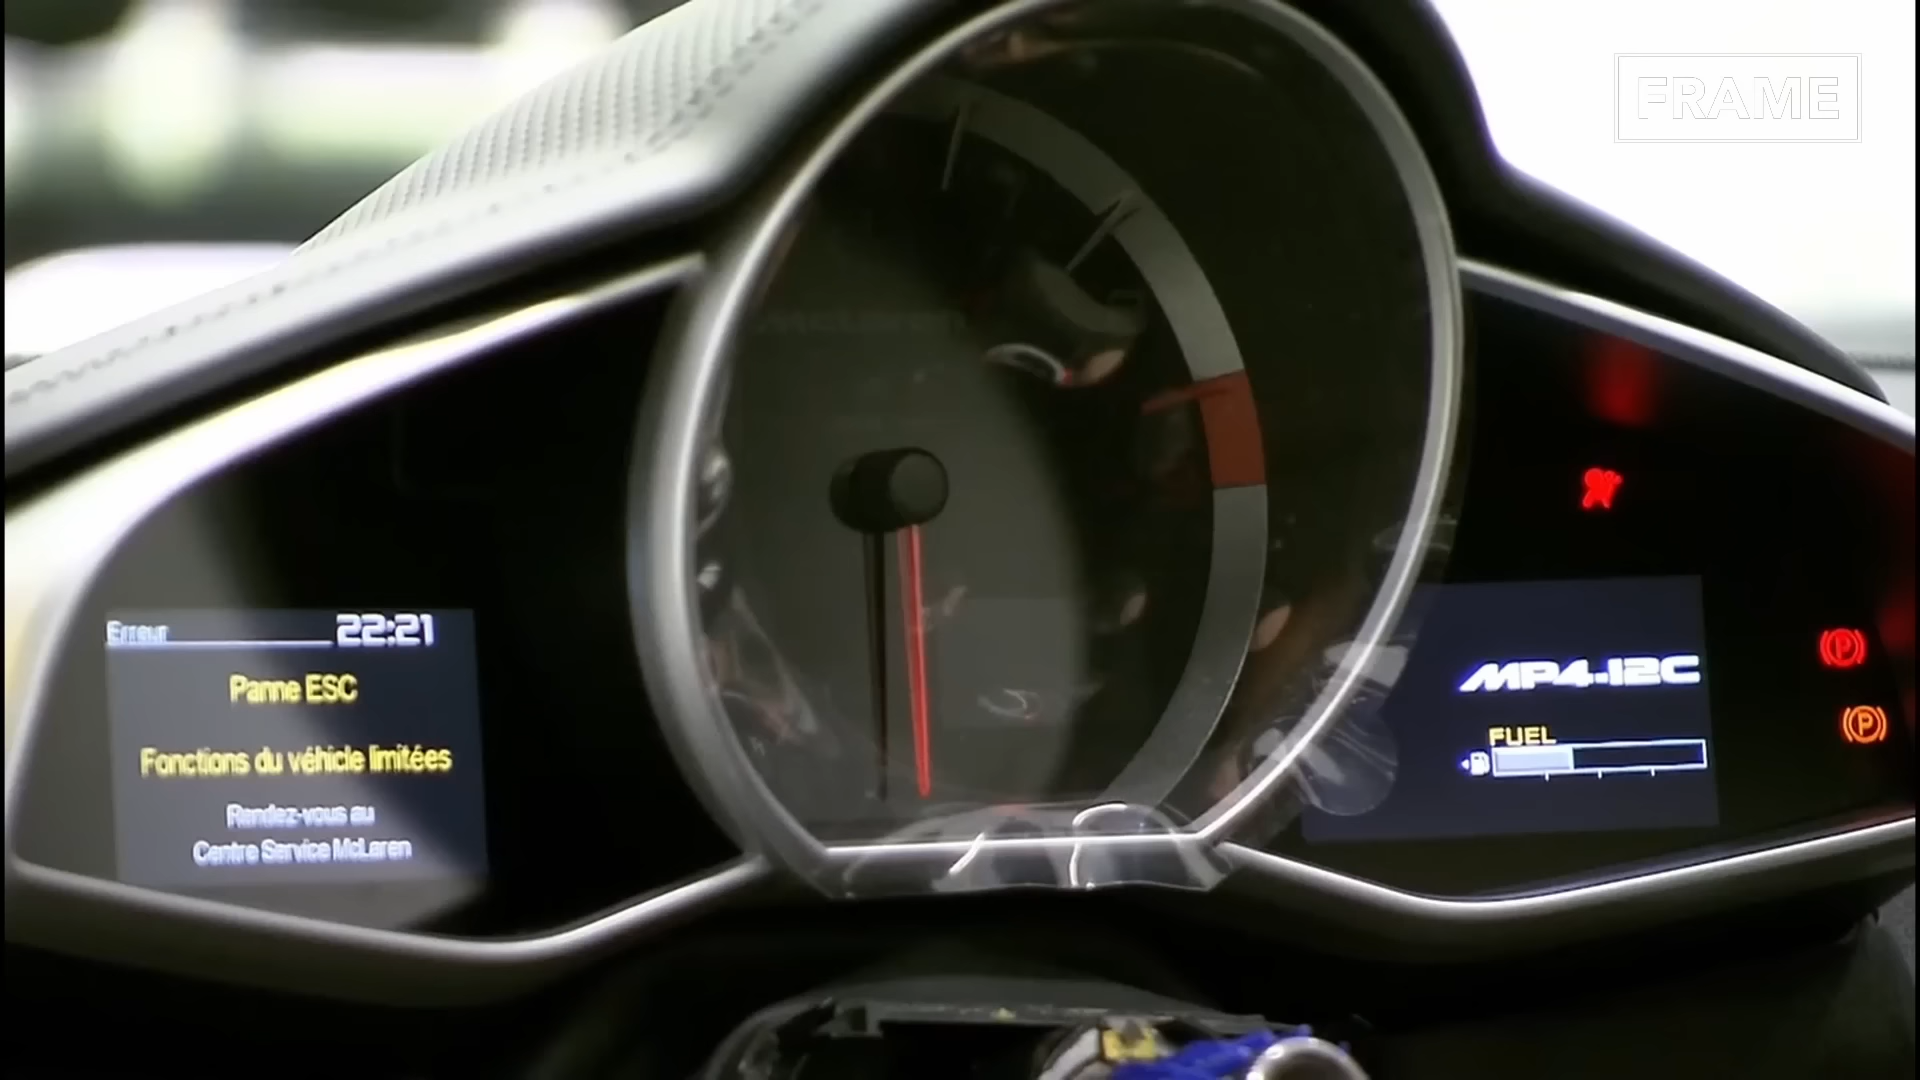 FRAME
Erreur 22:21
Panne ESC
Fonctions du véhicule limitées
Rendez-vous au
Centre Service McLaren
MP4-12C
FUEL
P
P